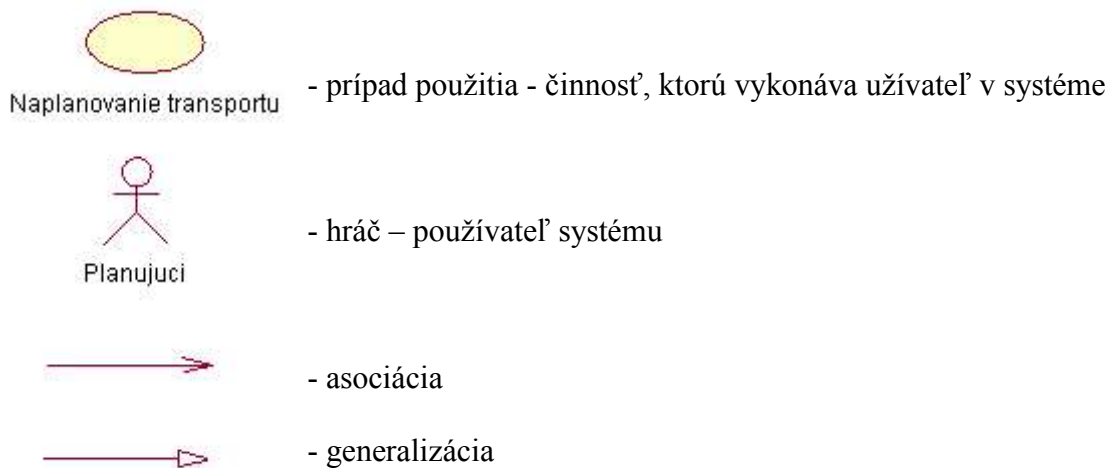 - prípad použitia - činnosť, ktorú vykonáva užívateľ v systéme
Naplanovanie transportu
- hráč – používateľ systému
Planujuci
- asociácia
- generalizácia